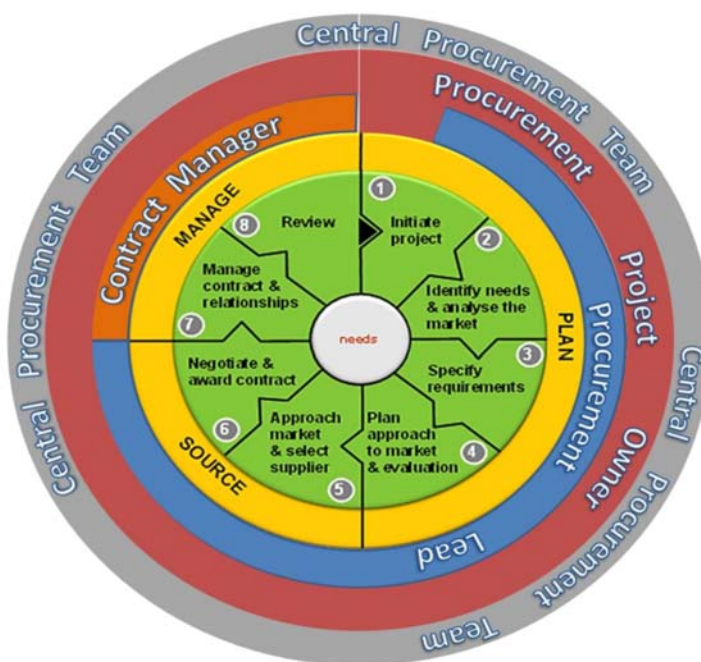 Central Procurement Team
Central Procurement Team
Central Procurement Team
Procurement Project Owner
Procurement Lead
Contract Manager
PLAN
SOURCE
MANAGE
1
Initiate
project
2
Identify needs
& analyse the
market
3
Specify
requirements
4
Plan
approach
to market
& evaluation
5
Approach
market
& select
supplier
6
Negotiate &
award contract
7
Manage
contract &
relationships
8
Review
needs